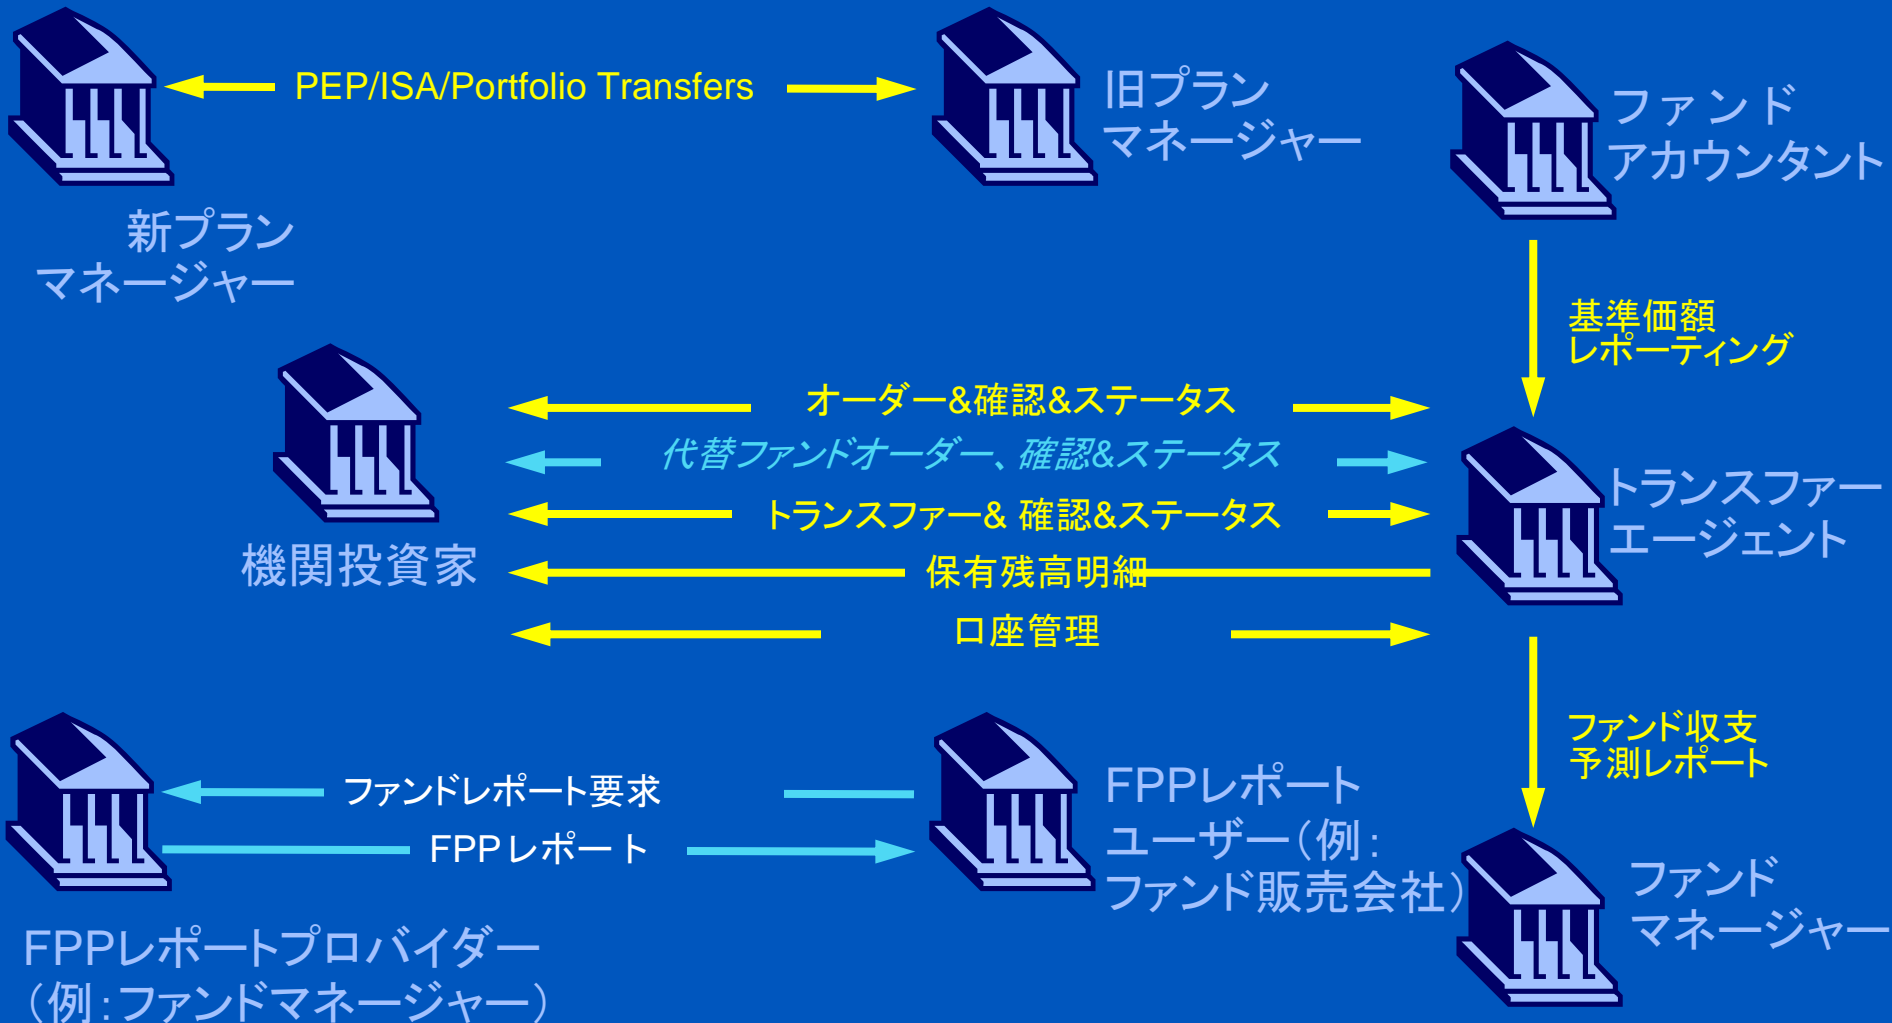 PEP/ISA/Portfolio Transfers
旧プラン
マネージャー
ファンド
アカウンタント
新プラン
マネージャー
基準価額
レポーティング
オーダー&確認&ステータス
代替ファンドオーダー、確認&ステータス
トランスファー& 確認&ステータス
保有残高明細
口座管理
機関投資家
トランスファー
エージェント
ファンド収支
予測レポート
ファンドレポート要求
FPPレポート
FPPレポート
ユーザー（例：
ファンド販売会社）
ファンド
マネージャー
FPPレポートプロバイダー
（例：ファンドマネージャー）